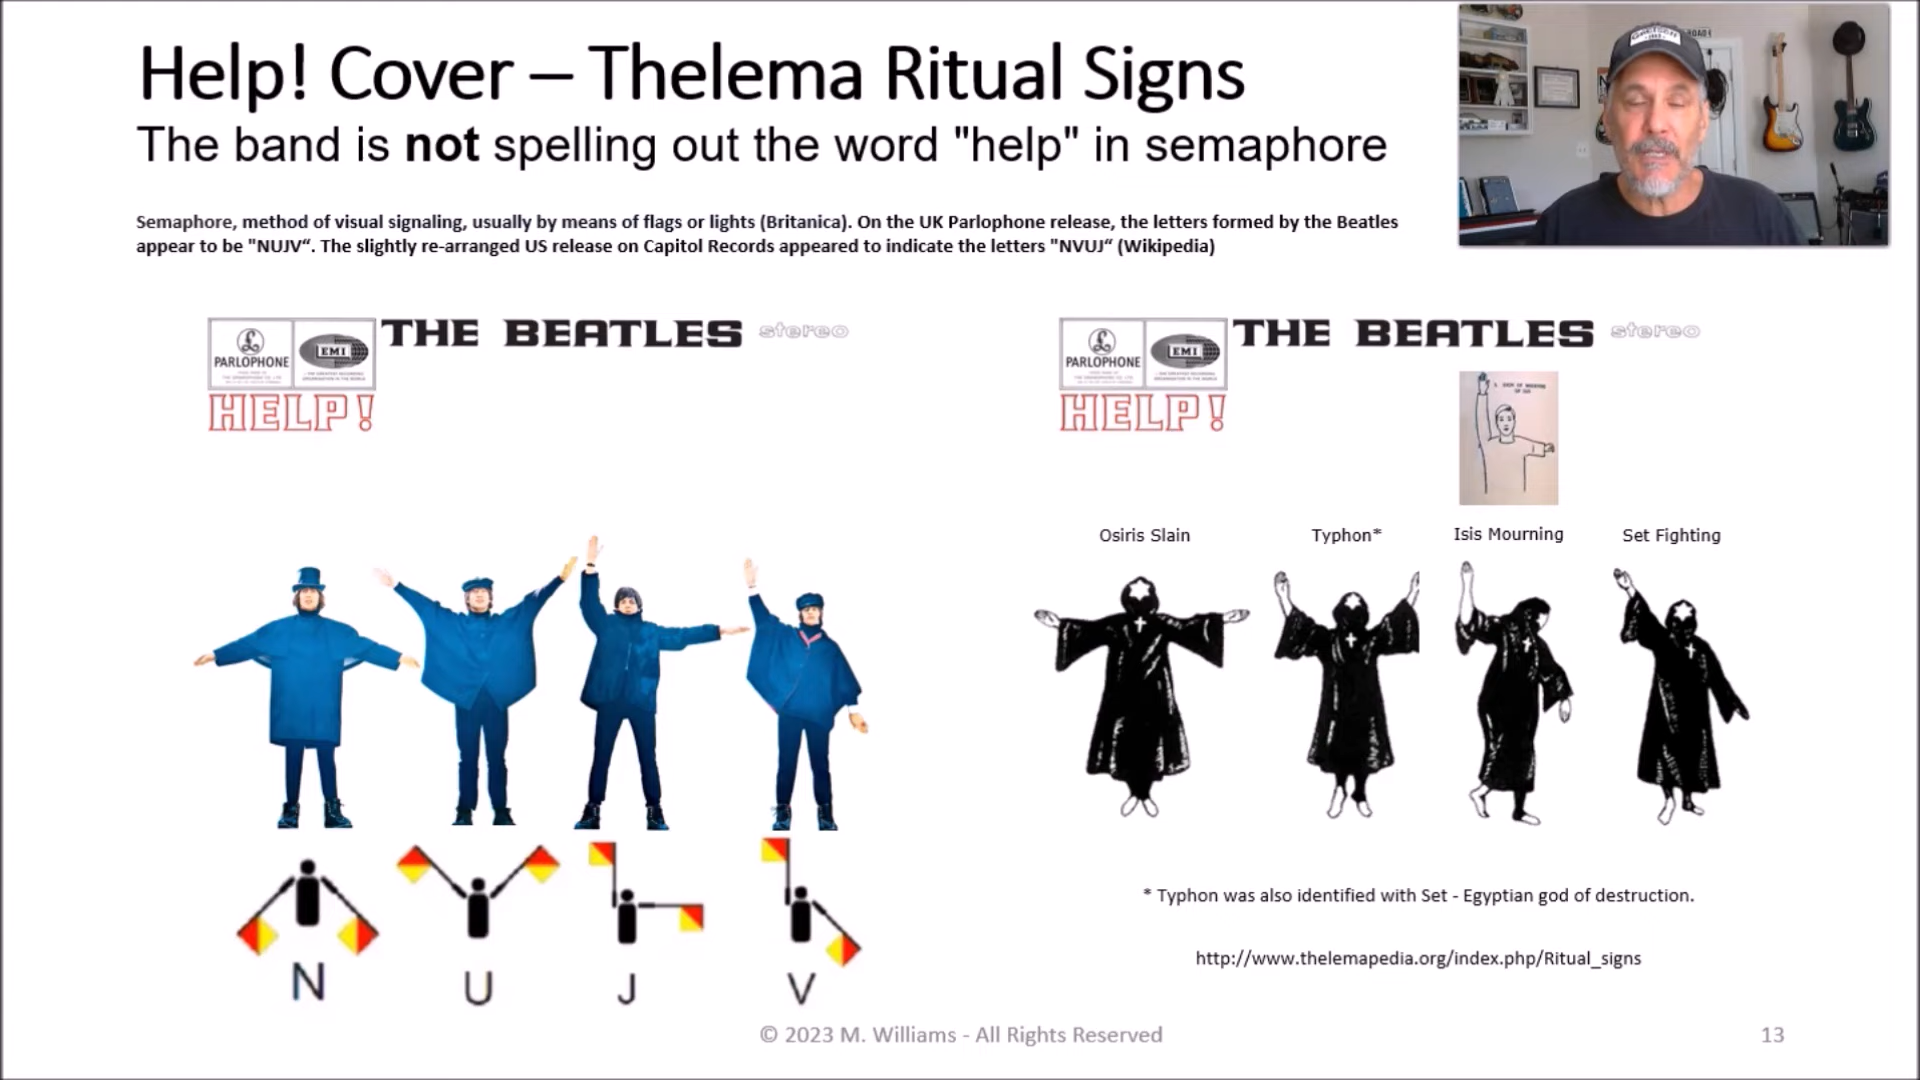 Help! Cover – Thelema Ritual Signs
The band is not spelling out the word "help" in semaphore
Semaphore, method of visual signaling, usually by means of flags or lights (Britanica). On the UK Parlophone release, the letters formed by the Beatles
appear to be "NUJV“. The slightly re-arranged US release on Capitol Records appeared to indicate the letters "NVUJ“ (Wikipedia)
PARLOPHONE
EMI
THE BEATLES stereo
HELP!
N U J V
PARLOPHONE
EMI
THE BEATLES stereo
HELP!
Osiris Slain Typhon* Isis Mourning Set Fighting
* Typhon was also identified with Set - Egyptian god of destruction.
http://www.thelemapedia.org/index.php/Ritual_signs
© 2023 M. Williams - All Rights Reserved
13